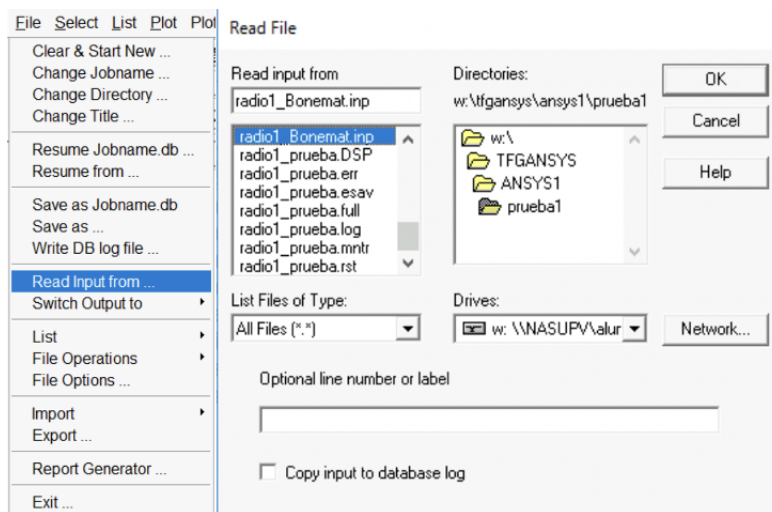 File Select List Plot Plot
Clear & Start New ...
Change Jobname ...
Change Directory ...
Change Title ...
Resume Jobname.db ...
Resume from ...
Save as Jobname.db
Save as ...
Write DB log file ...
Read Input from ...
Switch Output to
List
File Operations
File Options ...
Import
Export ...
Report Generator ...
Exit ...
Read File
Read input from
radio1_Bonemat.inp
radio1_Bonemat.inp
radio1_prueba.DSP
radio1_prueba.err
radio1_prueba.esav
radio1_prueba.full
radio1_prueba.log
radio1_prueba.mntr
radio1_prueba.rst
List Files of Type:
All Files (*.*)
Directories:
w:\tfgansys\ansys1\prueba1
w:\
TFGANSYS
ANSYS1
prueba1
Drives:
w: \\NASUPV\alur
OK
Cancel
Help
Network...
Optional line number or label
Copy input to database log